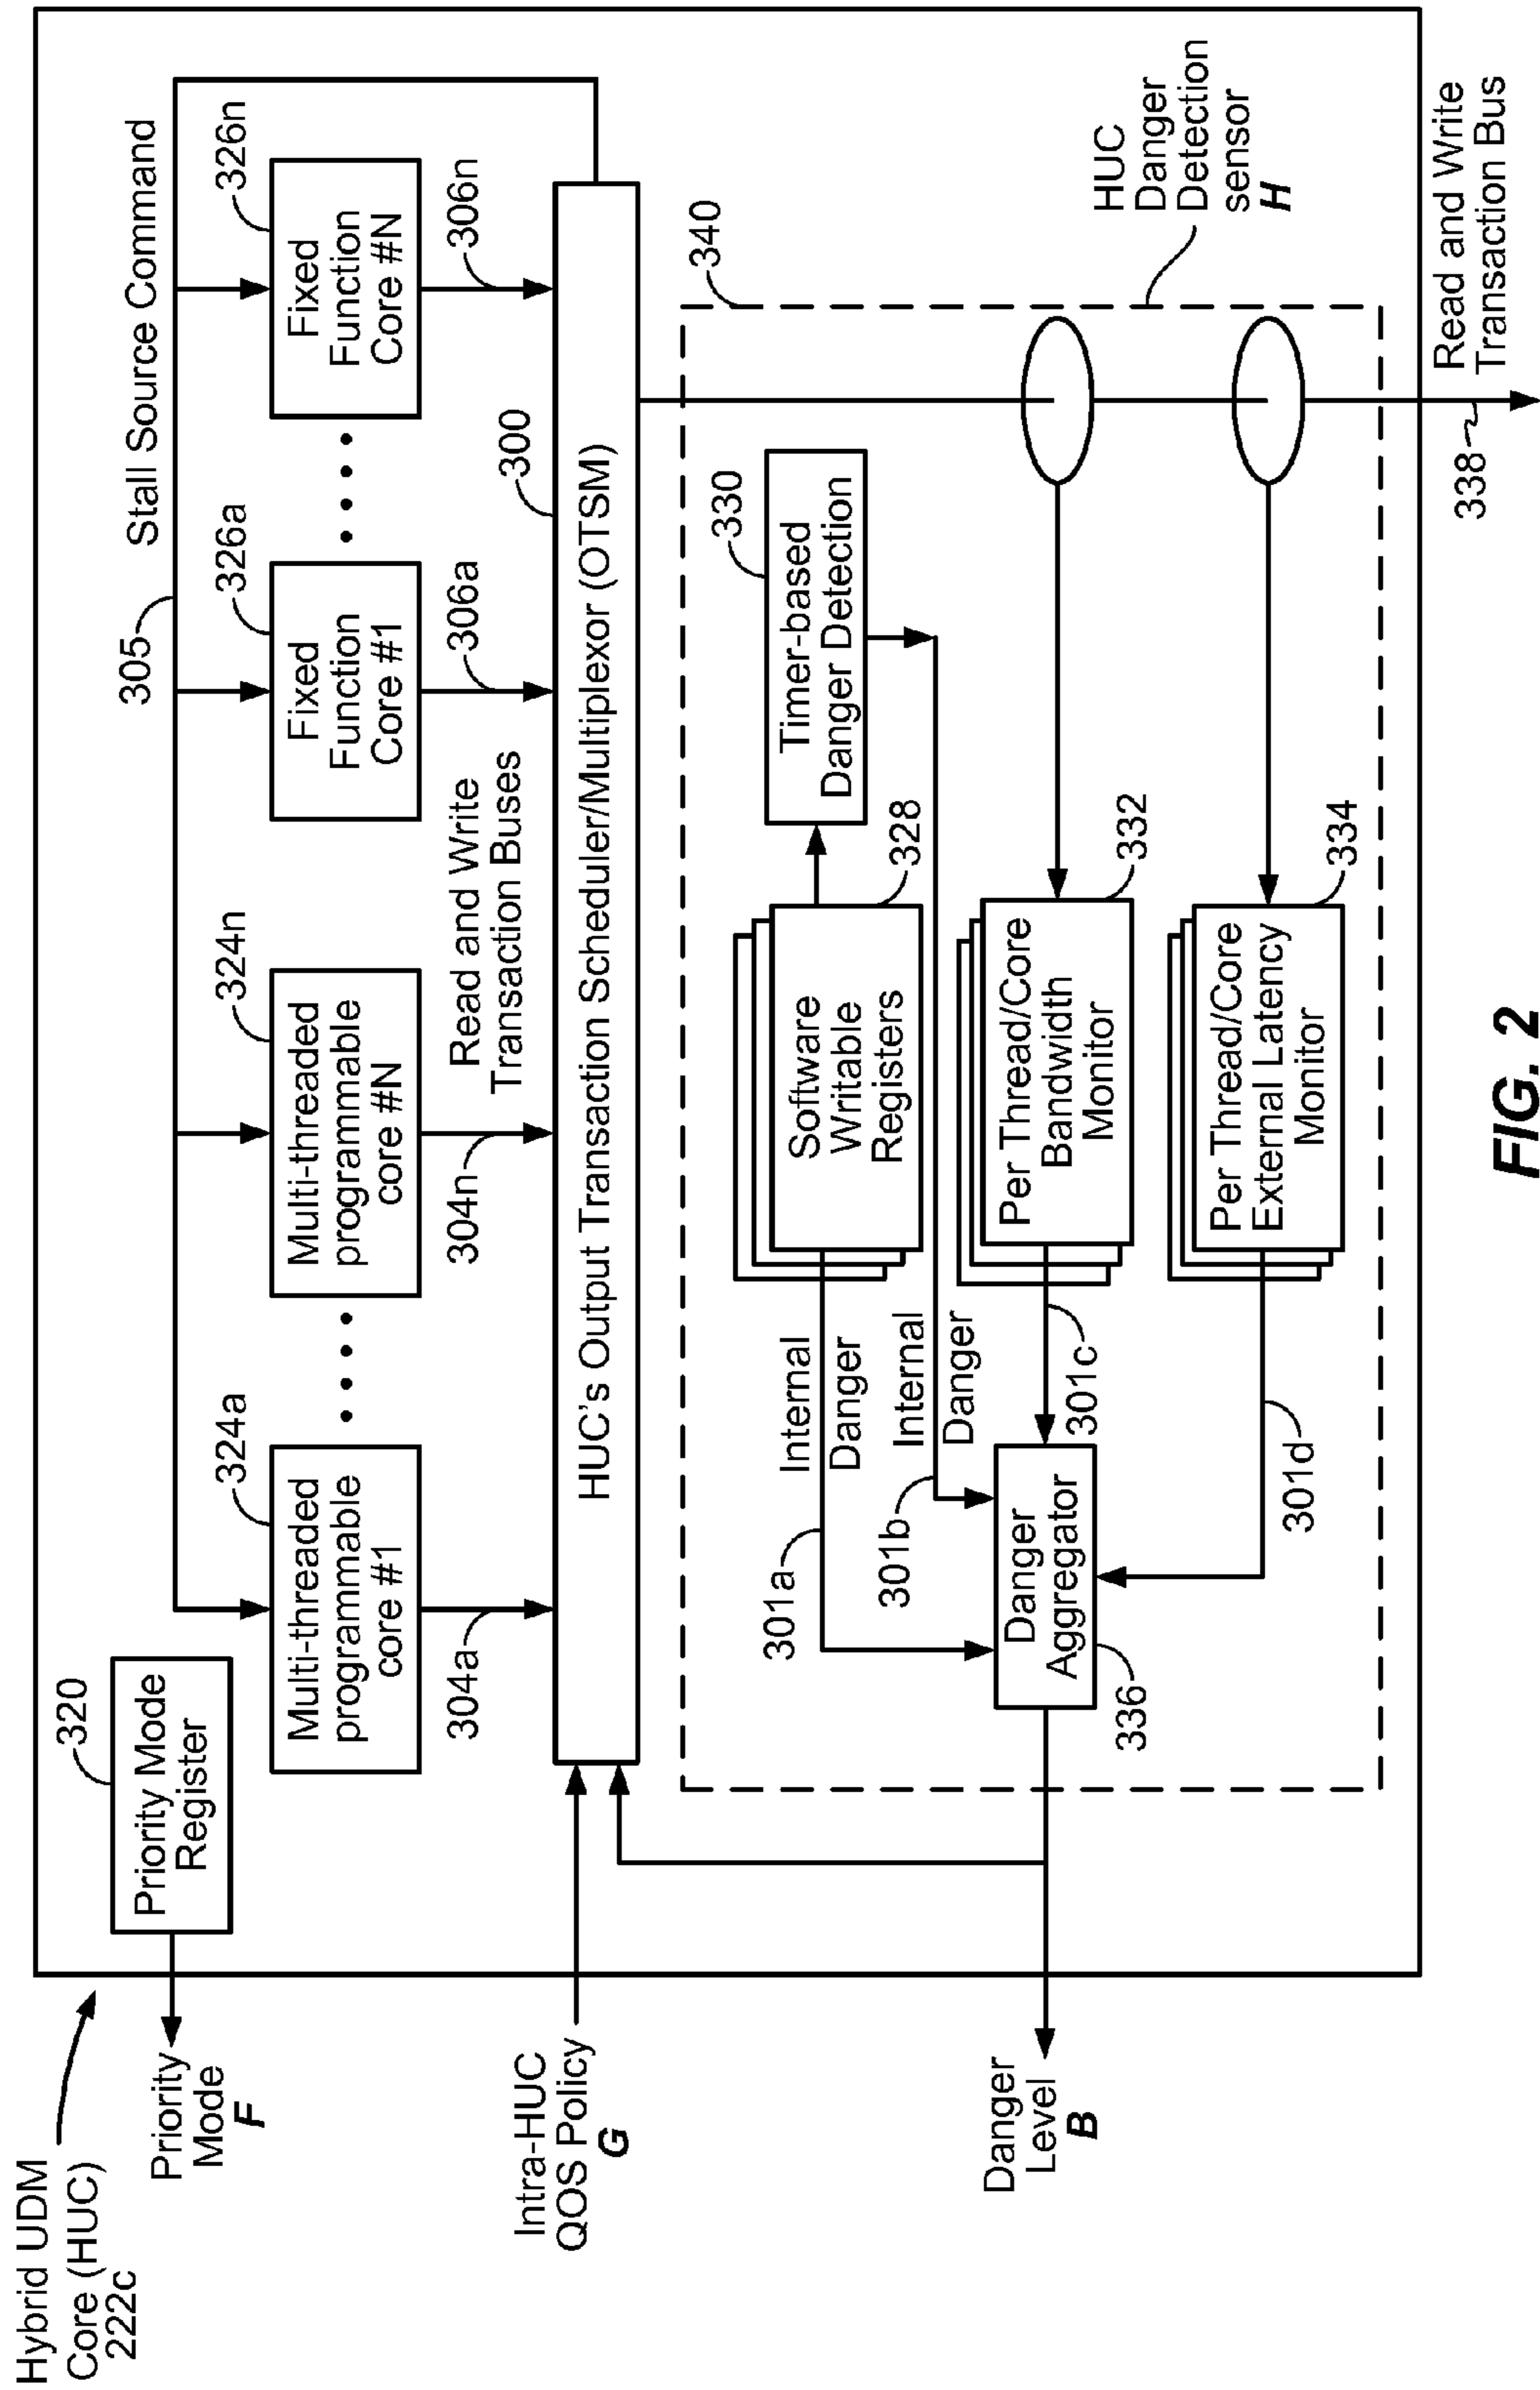 Hybrid UDM
Core (HUC)
222c
Priority
Mode
F
Intra-HUC
QOS Policy
G
Danger
Level
B
320
Priority Mode
Register
305
Stall Source Command
324a
Multi-threaded
programmable
core #1
304a
324n
Multi-threaded
programmable
core #N
304n
Read and Write
Transaction Buses
326a
Fixed
Function
Core #1
306a
326n
Fixed
Function
Core #N
306n
300
HUC's Output Transaction Scheduler/Multiplexor (OTSM)
340
HUC
Danger
Detection
sensor
H
330
Timer-based
Danger Detection
328
Software
Writable
Registers
Internal
Danger
301a
Internal
Danger
301b
332
Per Thread/Core
Bandwidth
Monitor
301c
334
Per Thread/Core
External Latency
Monitor
301d
Danger
Aggregator
336
338
Read and Write
Transaction Bus
FIG. 2